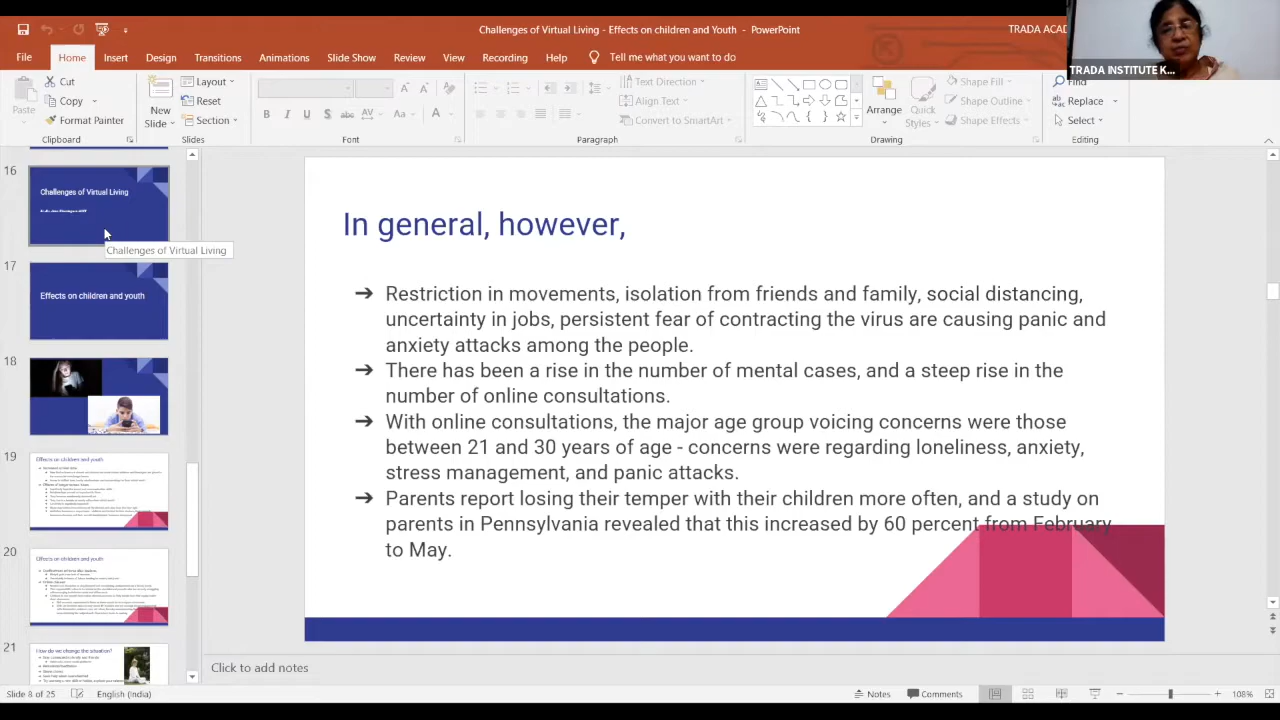 Challenges of Virtual Living - Effects on children and Youth - PowerPoint
TRADA ACAD
TRADA INSTITUTE K...
File Home Insert Design Transitions Animations Slide Show Review View Recording Help Tell me what you want to do
Paste
Cut
Copy
Format Painter
Clipboard
New
Slide
Layout
Reset
Section
Slides
B I U S abc AV Aa A
Font
Text Direction
Align Text
Convert to SmartArt
Paragraph
Arrange
Quick
Styles
Shape Fill
Shape Outline
Shape Effects
Drawing
Find
Replace
Select
Editing
16
Challenges of Virtual Living
Challenges of Virtual Living
17
Effects on children and youth
18
19
Effects on children and youth
20
Effects on children and youth
21
How do we change the situation?
In general, however,
➔ Restriction in movements, isolation from friends and family, social distancing,
uncertainty in jobs, persistent fear of contracting the virus are causing panic and
anxiety attacks among the people.
➔ There has been a rise in the number of mental cases, and a steep rise in the
number of online consultations.
➔ With online consultations, the major age group voicing concerns were those
between 21 and 30 years of age - concerns were regarding loneliness, anxiety,
stress management, and panic attacks.
➔ Parents report losing their temper with their children more often, and a study on
parents in Pennsylvania revealed that this increased by 60 percent from February
to May.
Click to add notes
Slide 8 of 25 English (India) Notes Comments 108%